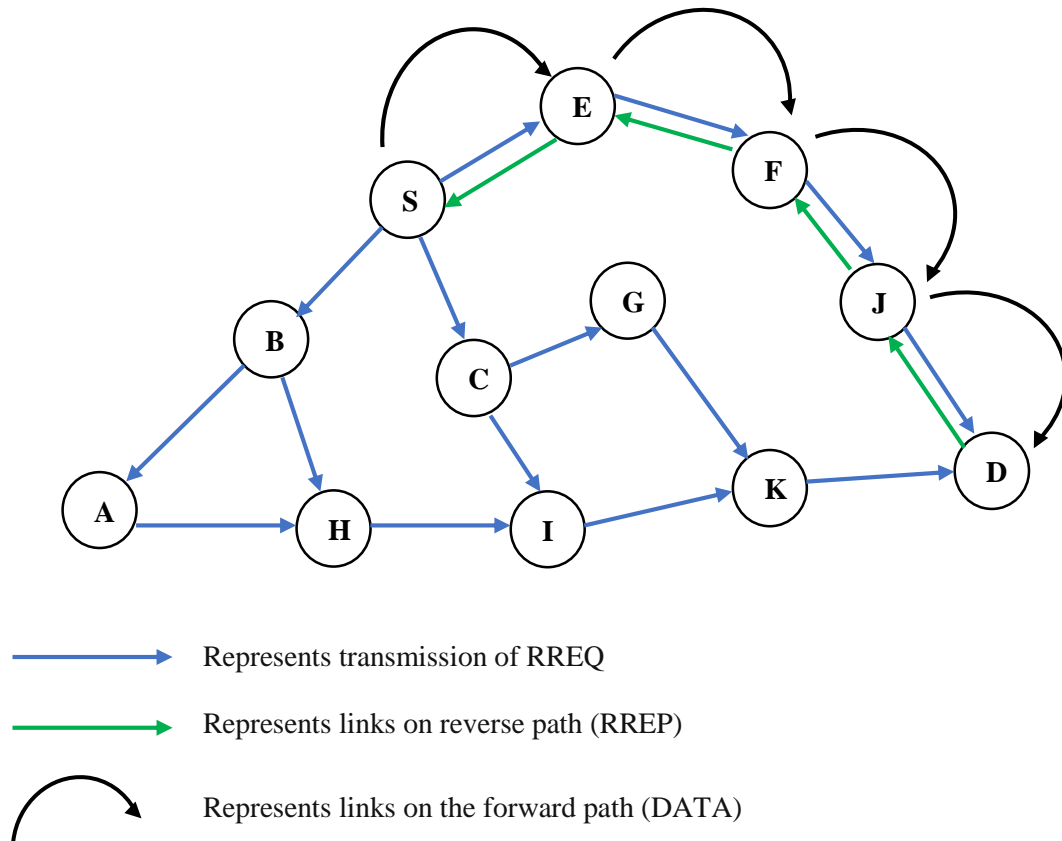 E
F
S
G
J
B
C
D
K
A
H
I
Represents transmission of RREQ
Represents links on reverse path (RREP)
Represents links on the forward path (DATA)